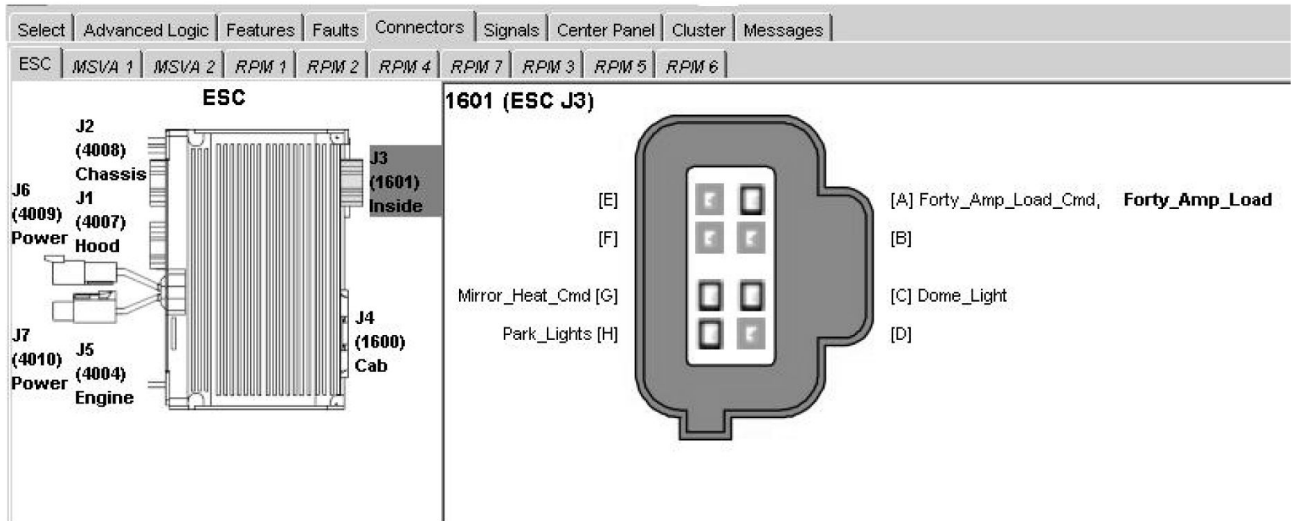 Select Advanced Logic Features Faults Connectors Signals Center Panel Cluster Messages
ESC MSVA 1 MSVA 2 RPM 1 RPM 2 RPM 4 RPM 7 RPM 3 RPM 5 RPM 6
ESC
J2
(4008)
Chassis
J6
(4009)
Power
J1
(4007)
Hood
J3
(1601)
Inside
J7
(4010)
Power
J5
(4004)
Engine
J4
(1600)
Cab
1601 (ESC J3)
[E]
[A] Forty_Amp_Load_Cmd, Forty_Amp_Load
[F]
[B]
Mirror_Heat_Cmd [G]
[C] Dome_Light
Park_Lights [H]
[D]